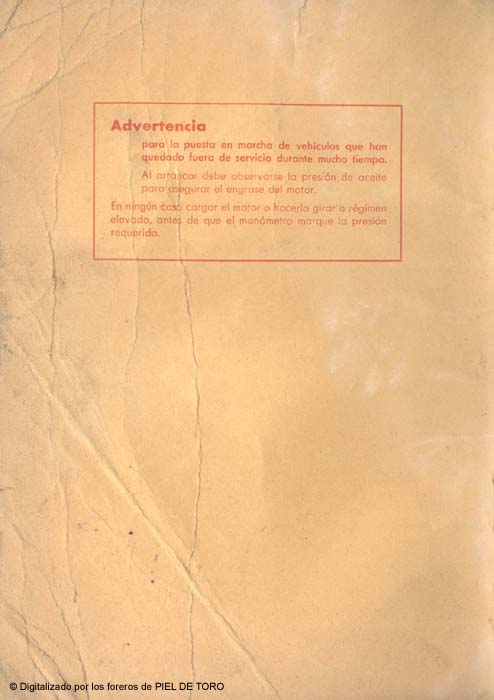 Advertencia
para la puesta en marcha de vehículos que han
quedado fuera de servicio durante mucho tiempo.
Al arrancar debe observarse la presión de aceite
para asegurar el engrase del motor.
En ningún caso cargar el motor o hacerlo girar a régimen
elevado, antes de que el manómetro marque la presión
requerida.
© Digitalizado por los foreros de PIEL DE TORO